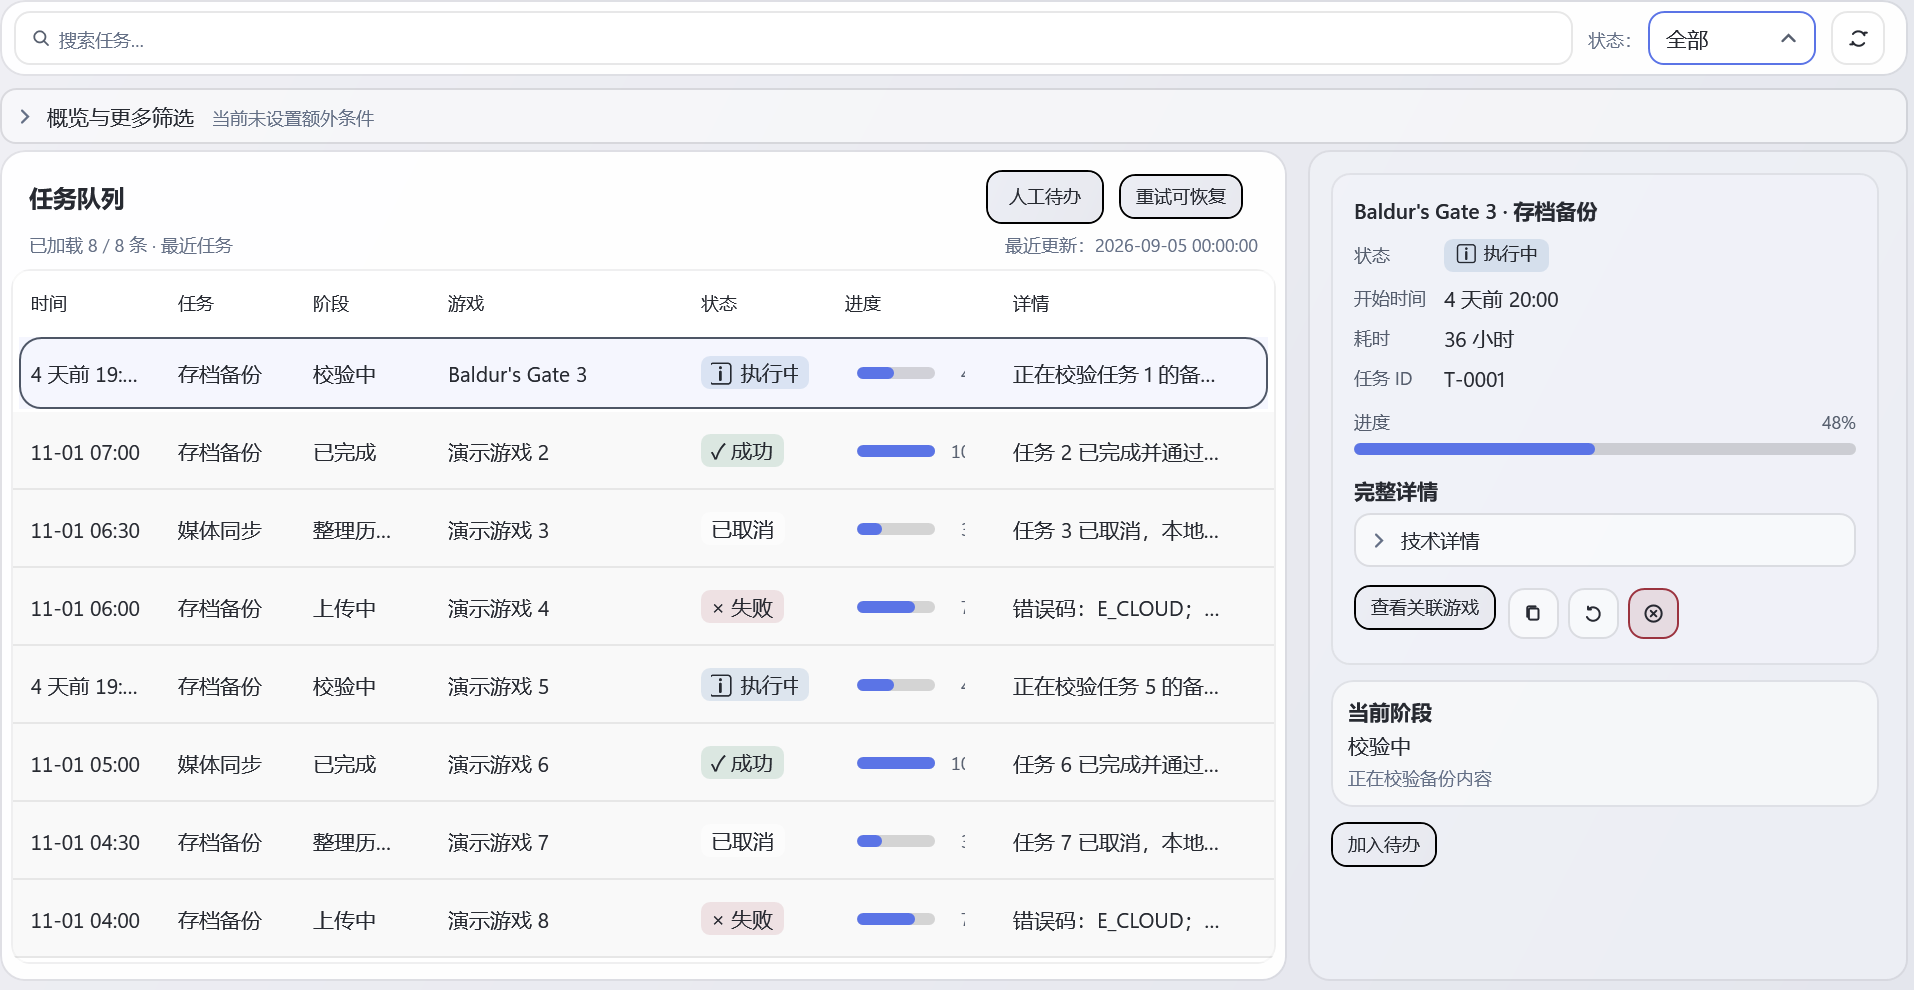 搜索任务...
状态：
全部
概览与更多筛选 当前未设置额外条件
任务队列
人工待办
重试可恢复
已加载 8 / 8 条 · 最近任务
最近更新：2026-09-05 00:00:00
时间 任务 阶段 游戏 状态 进度 详情
4 天前 19:... 存档备份 校验中 Baldur's Gate 3 执行中 正在校验任务 1 的备...
11-01 07:00 存档备份 已完成 演示游戏 2 ✓ 成功 任务 2 已完成并通过...
11-01 06:30 媒体同步 整理历... 演示游戏 3 已取消 任务 3 已取消，本地...
11-01 06:00 存档备份 上传中 演示游戏 4 × 失败 错误码：E_CLOUD；...
4 天前 19:... 存档备份 校验中 演示游戏 5 执行中 正在校验任务 5 的备...
11-01 05:00 媒体同步 已完成 演示游戏 6 ✓ 成功 任务 6 已完成并通过...
11-01 04:30 存档备份 整理历... 演示游戏 7 已取消 任务 7 已取消，本地...
11-01 04:00 存档备份 上传中 演示游戏 8 × 失败 错误码：E_CLOUD；...
Baldur's Gate 3 · 存档备份
状态 执行中
开始时间 4 天前 20:00
耗时 36 小时
任务 ID T-0001
进度 48%
完整详情
技术详情
查看关联游戏
当前阶段
校验中
正在校验备份内容
加入待办